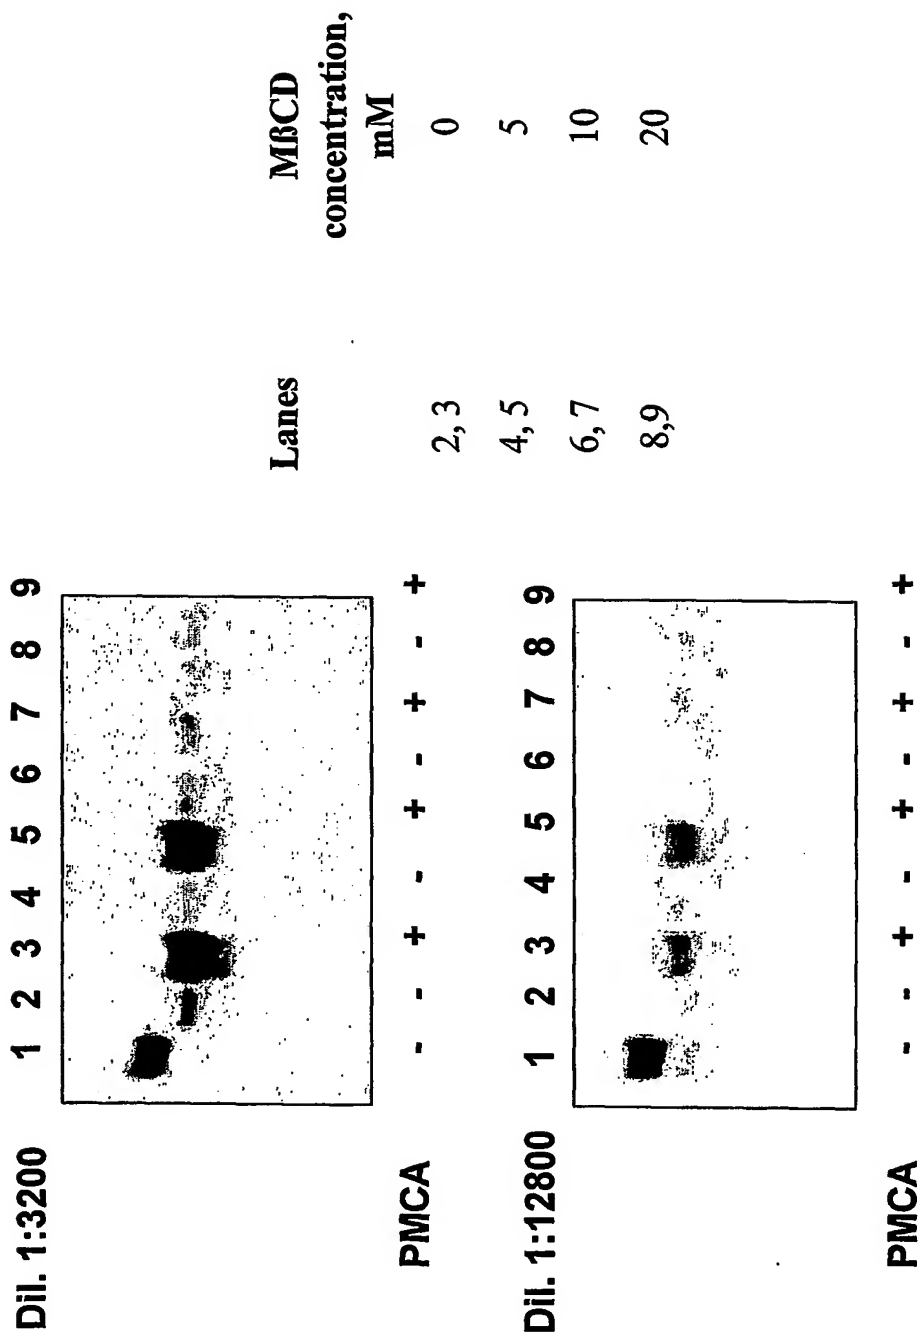 Dil. 1:3200
1 2 3 4 5 6 7 8 9
PMCA - - + - + - + - +
Dil. 1:12800
1 2 3 4 5 6 7 8 9
PMCA - - + - + - + - +
Lanes
2, 3
4, 5
6, 7
8,9
MßCD
concentration,
mM
0
5
10
20